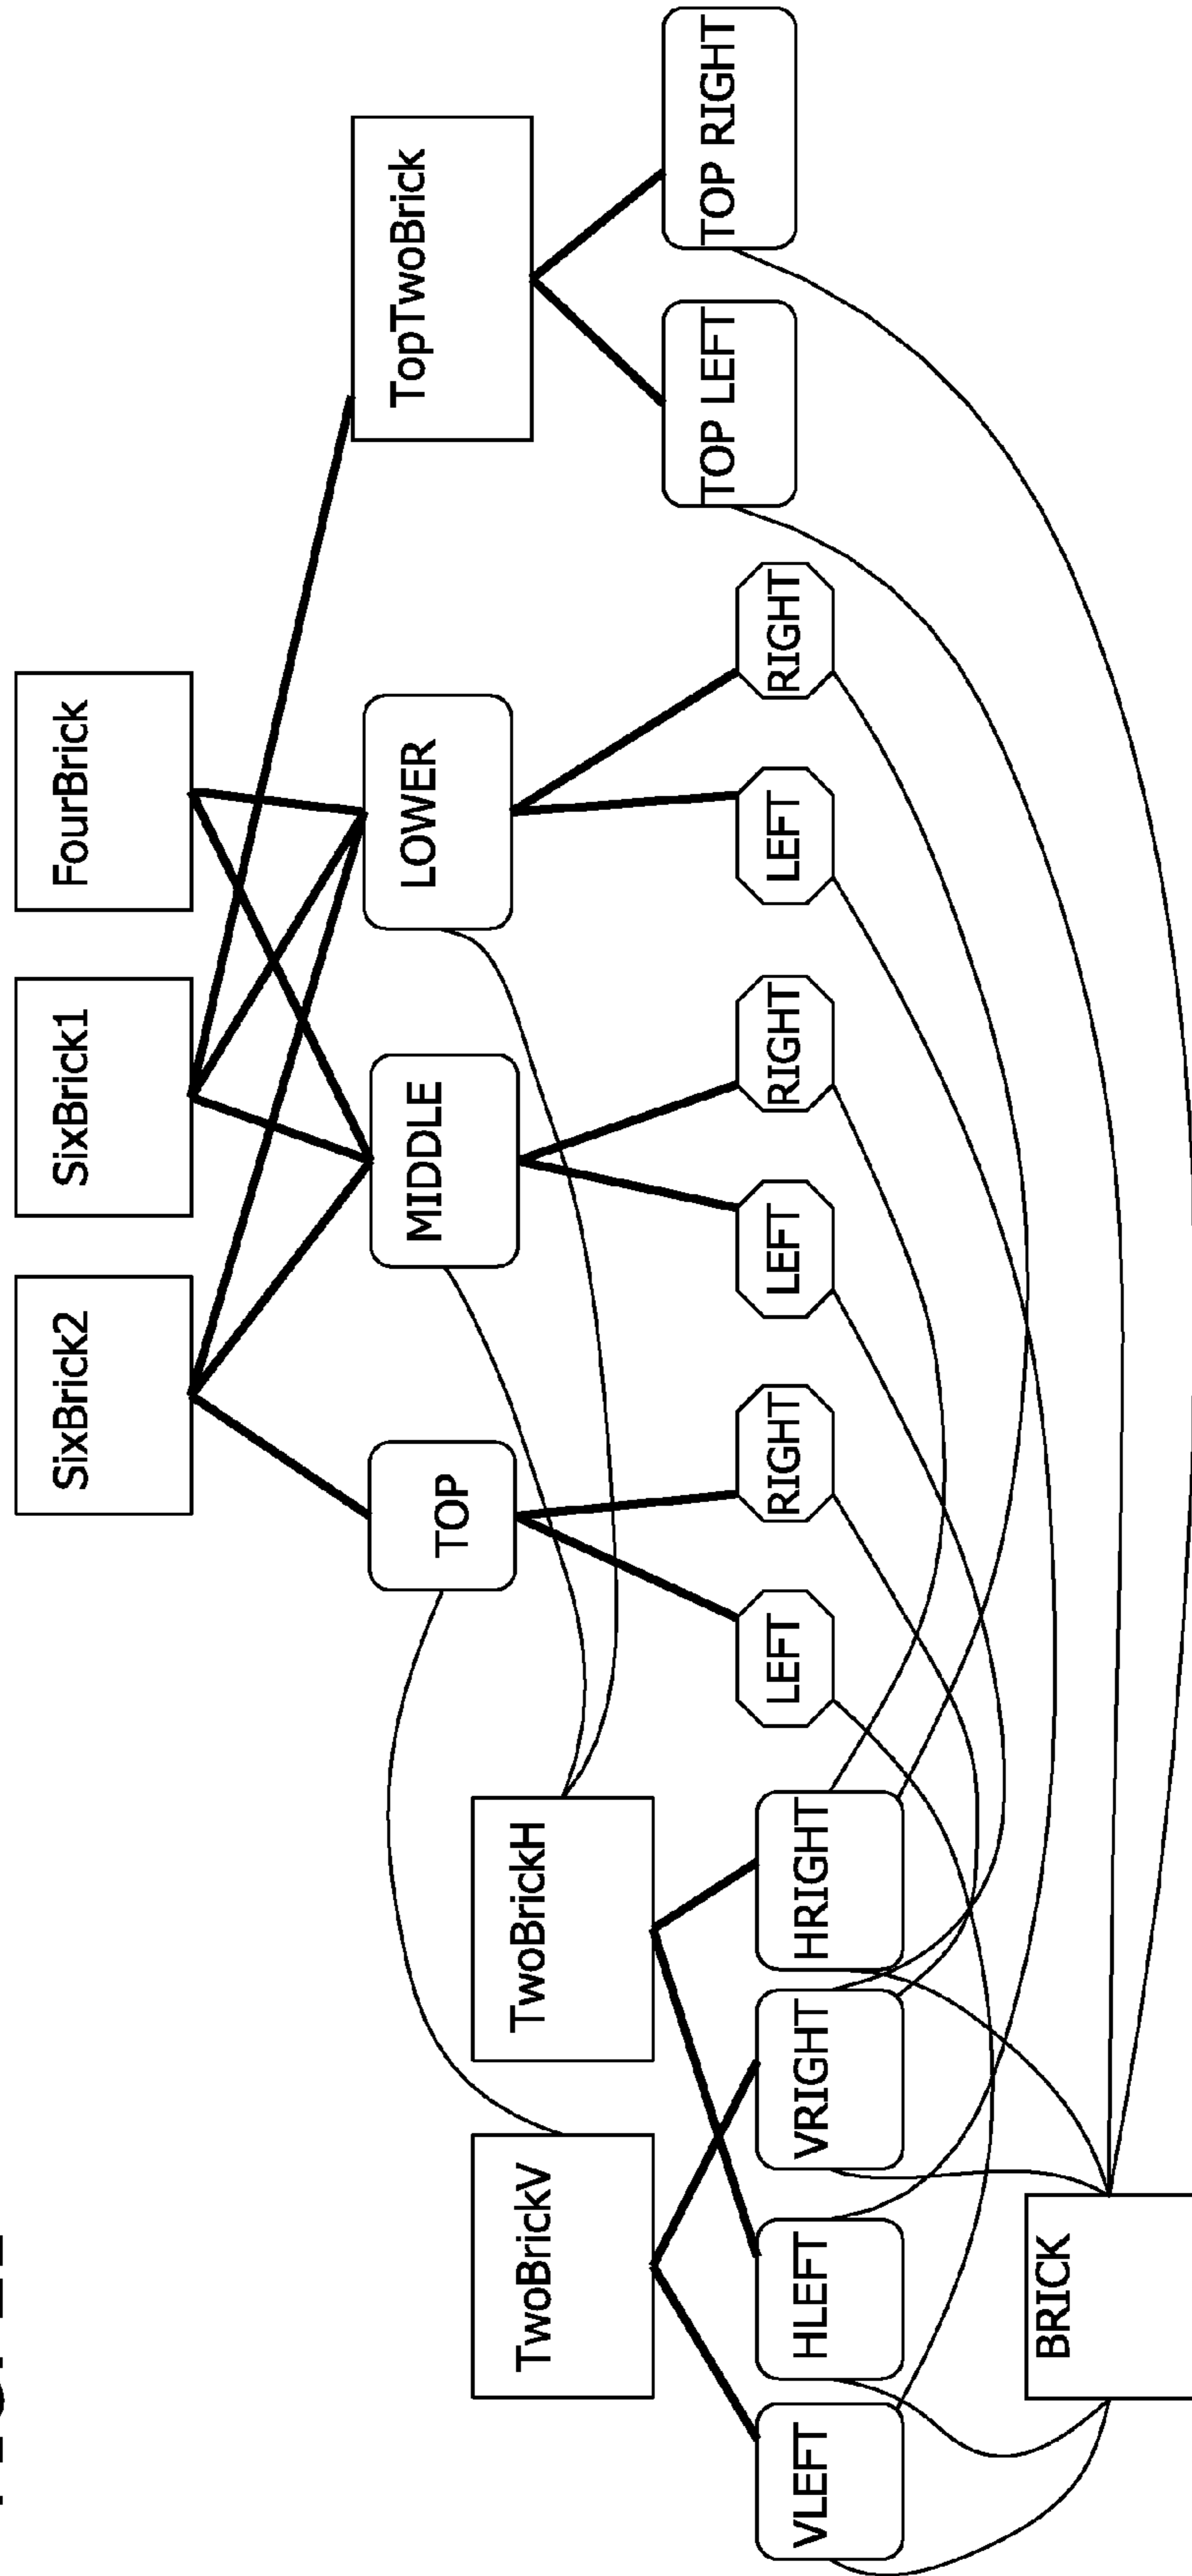 SixBrick2
SixBrick1
FourBrick
TOP
MIDDLE
LOWER
TopTwoBrick
TwoBrickV
TwoBrickH
LEFT
RIGHT
LEFT
RIGHT
LEFT
RIGHT
TOP LEFT
TOP RIGHT
VLEFT
HLEFT
VRIGHT
HRIGHT
BRICK